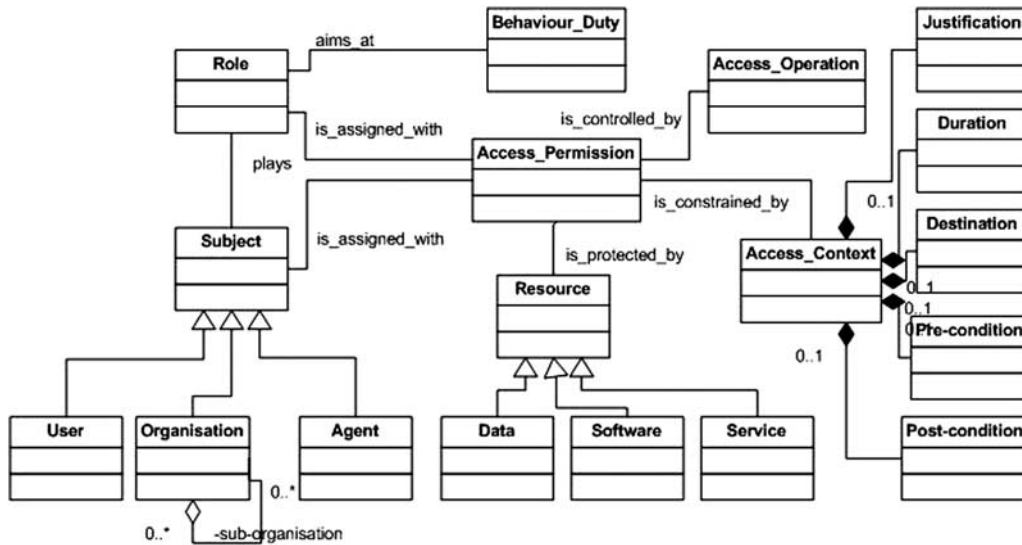 Behaviour_Duty
Justification
aims_at
Role
Access_Operation
is_controlled_by
Duration
is_assigned_with
Access_Permission
plays
0..1
is_constrained_by
Destination
Subject
is_assigned_with
is_protected_by
Access_Context
Resource
0..1
0..1
Pre-condition
0..1
User
Organisation
Agent
Data
Software
Service
Post-condition
0..*
0..*
-sub-organisation